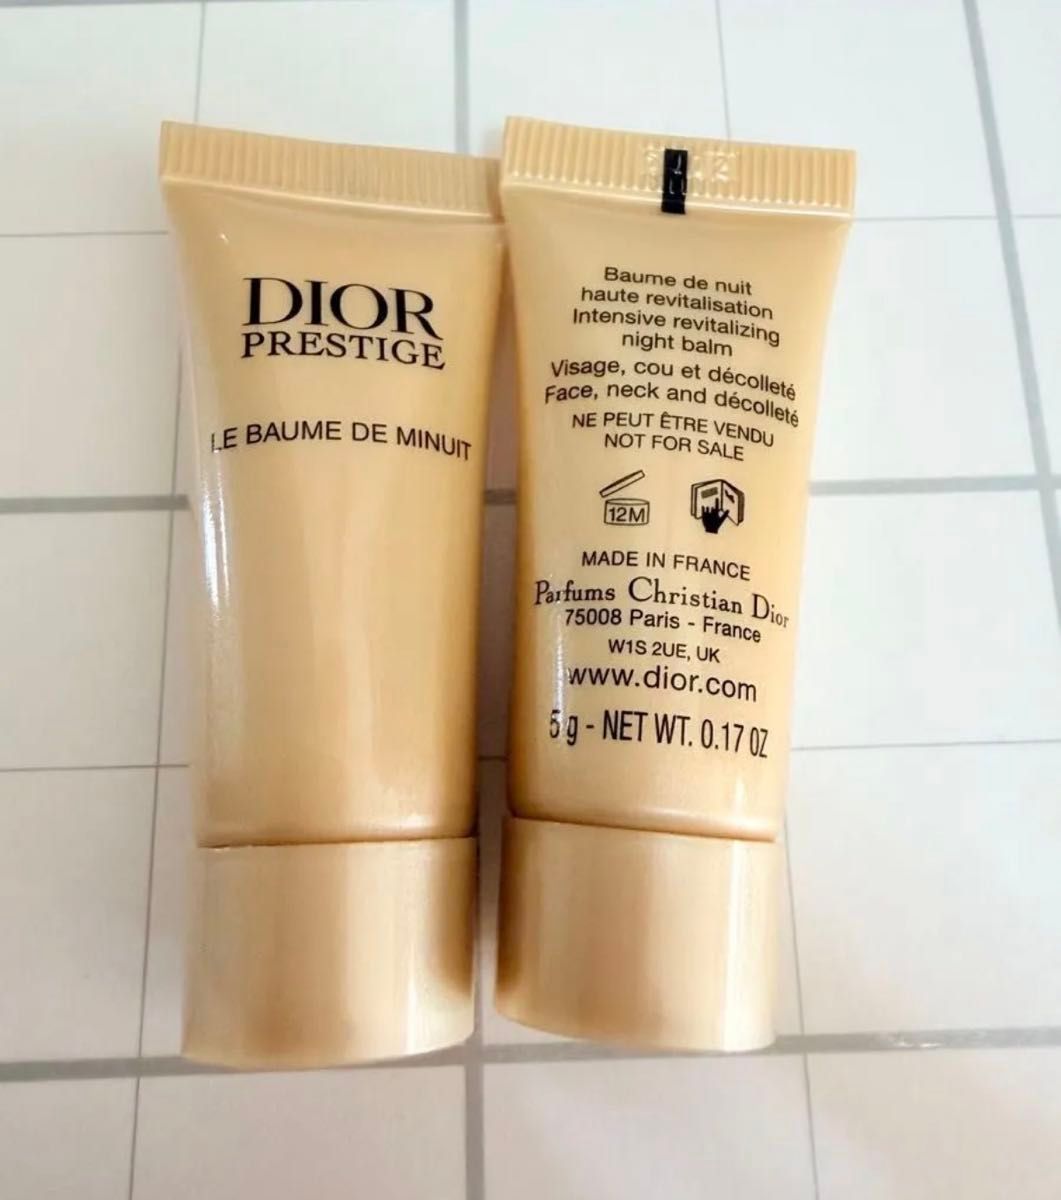 DIOR
PRESTIGE
LE BAUME DE MINUIT
Baume de nuit
haute revitalisation
Intensive revitalizing
night balm
Visage, cou et décolleté
Face, neck and décolleté
NE PEUT ÊTRE VENDU
NOT FOR SALE
12M
MADE IN FRANCE
Parfums Christian Dior
75008 Paris - France
W1S 2UE, UK
www.dior.com
5 g - NET WT. 0.17 OZ